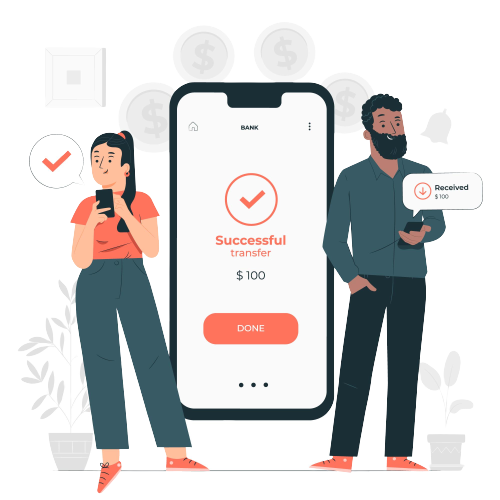 BANK
Successful
transfer
$ 100
DONE
Received
$ 100
$
$
$
$